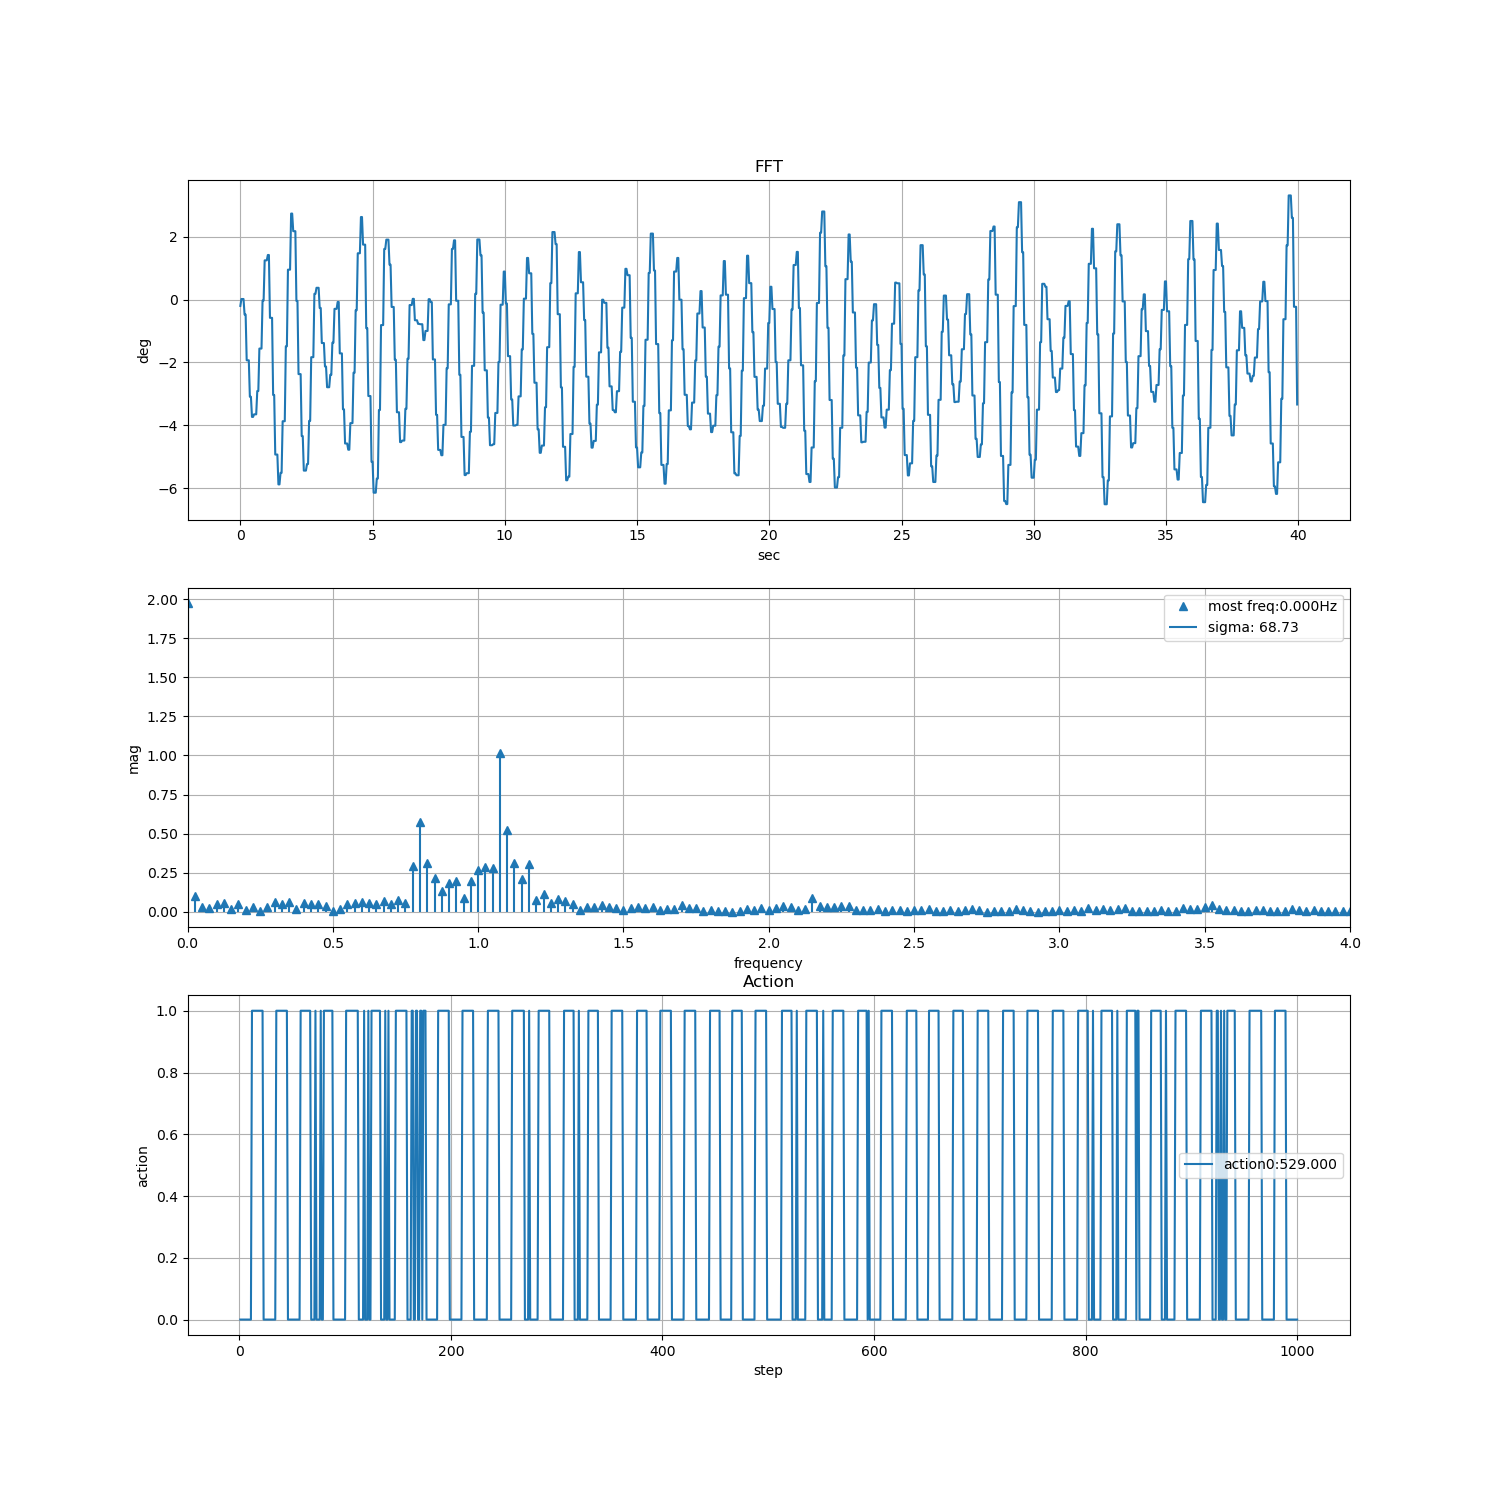 FFT
2
0
−2
−4
−6
deg
0 5 10 15 20 25 30 35 40
sec
2.00
1.75
1.50
1.25
1.00
0.75
0.50
0.25
0.00
mag
most freq:0.000Hz
sigma: 68.73
0.0 0.5 1.0 1.5 2.0 2.5 3.0 3.5 4.0
frequency
Action
1.0
0.8
0.6
0.4
0.2
0.0
action
action0:529.000
0 200 400 600 800 1000
step